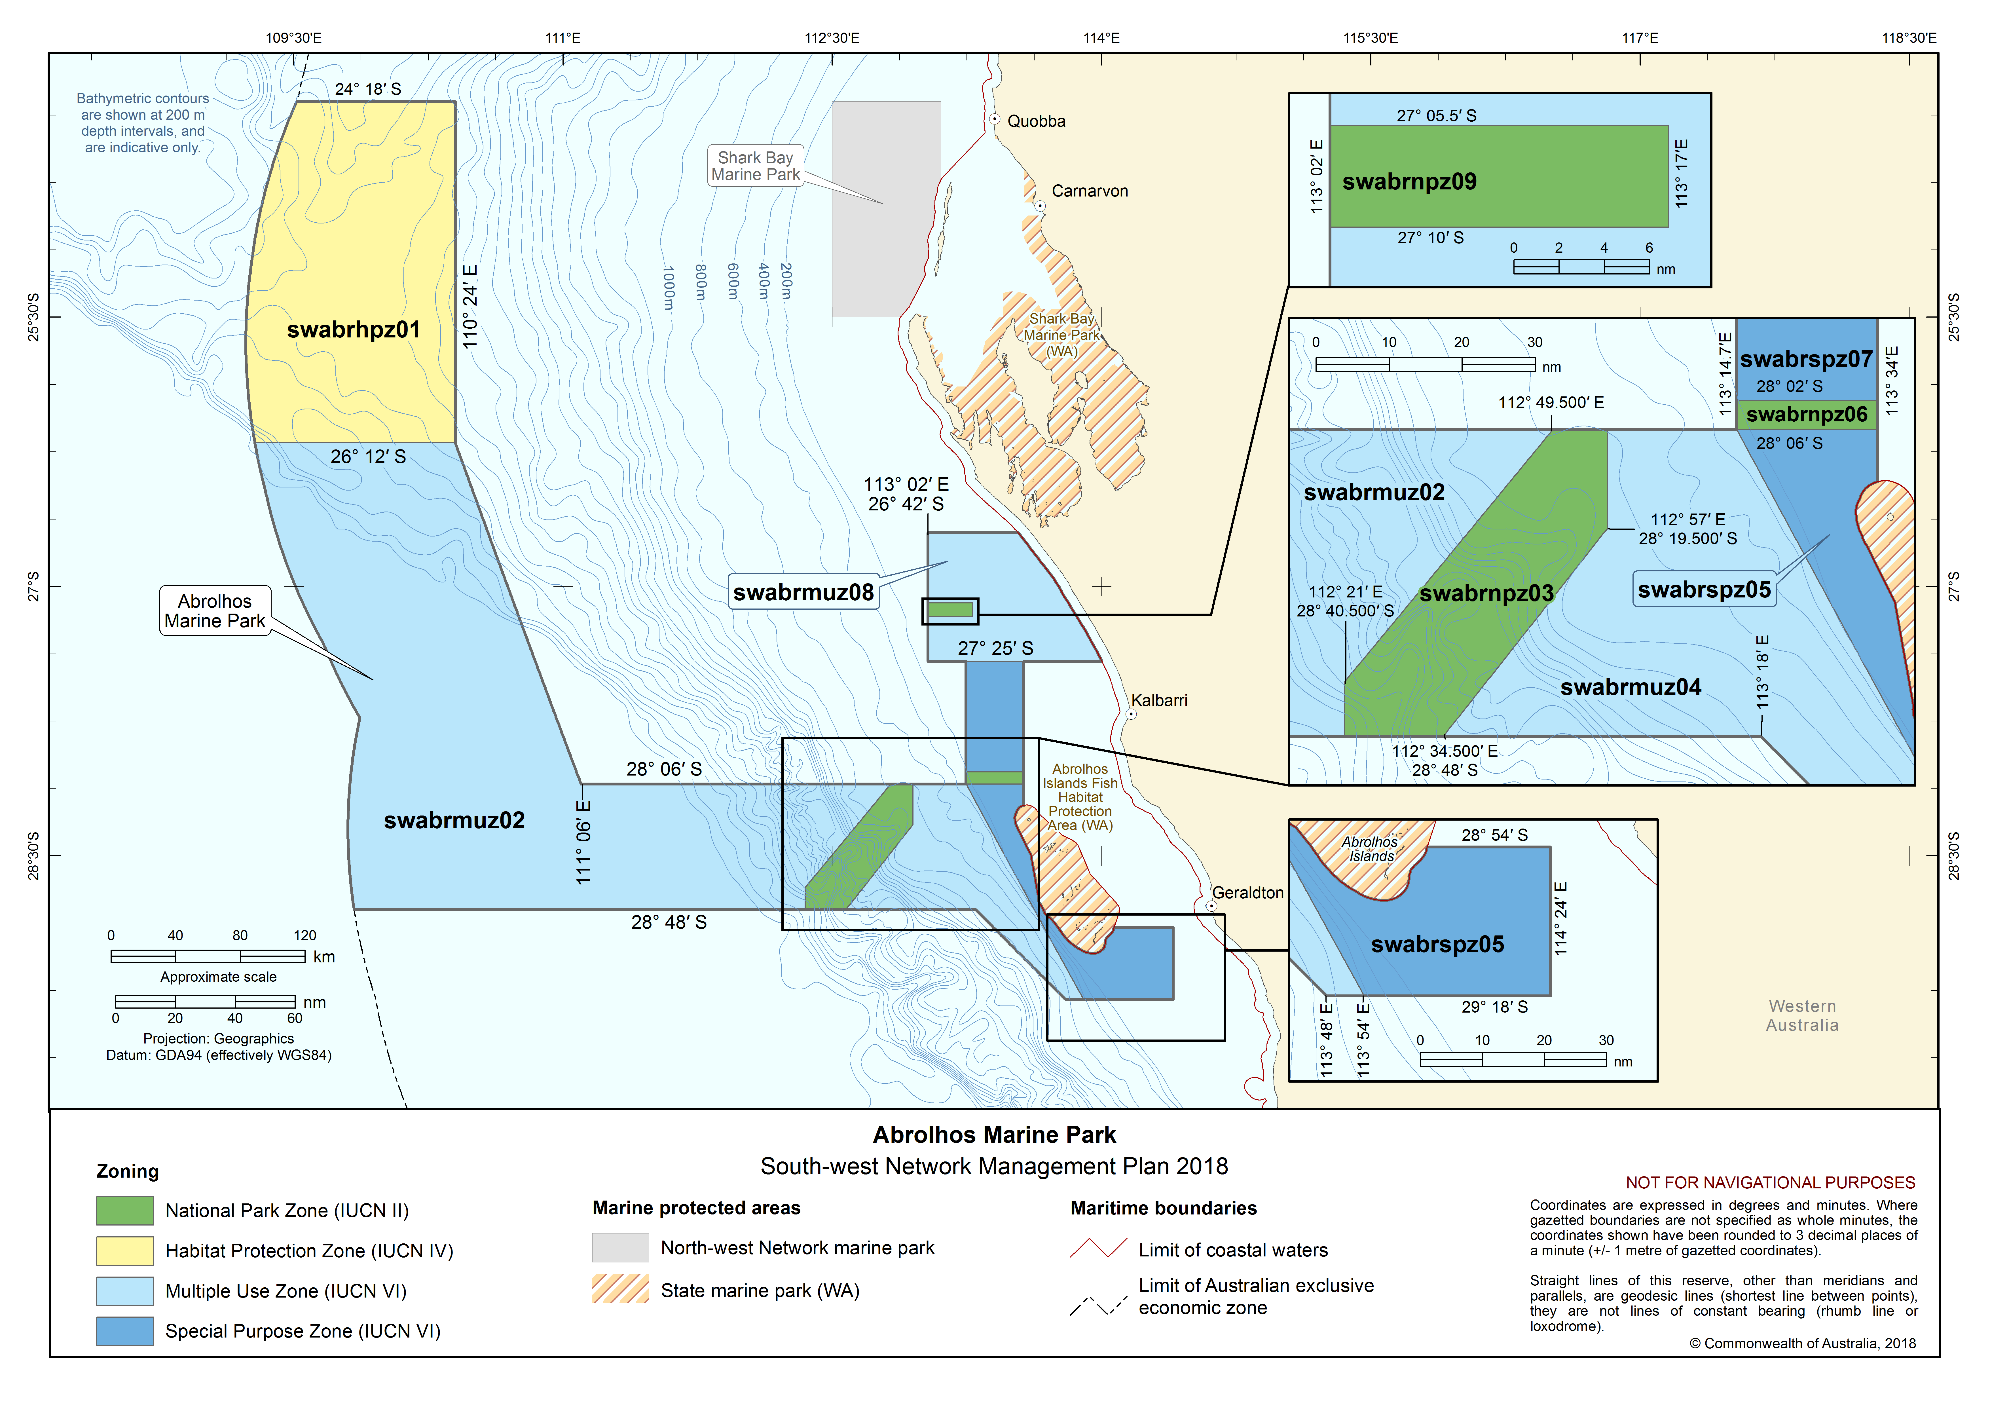 109°30'E
111°E
112°30'E
114°E
115°30'E
117°E
118°30'E
25°30'S
27°S
28°30'S
25°30'S
27°S
28°30'S
Bathymetric contours
are shown at 200 m
depth intervals, and
are indicative only.
24° 18′ S
110° 24′ E
swabrhpz01
26° 12′ S
Shark Bay
Marine Park
Quobba
Carnarvon
1000m
800m
600m
400m
200m
Shark Bay
Marine Park
(WA)
113° 02′ E
26° 42′ S
swabrmuz08
27° 25′ S
Abrolhos
Marine Park
Kalbarri
28° 06′ S
111° 06′ E
swabrmuz02
28° 48′ S
Abrolhos
Islands Fish
Habitat
Protection
Area (WA)
Geraldton
0 40 80 120
km
Approximate scale
nm
0 20 40 60
Projection: Geographics
Datum: GDA94 (effectively WGS84)
27° 05.5′ S
113° 02′ E
swabrnpz09
113° 17′E
27° 10′ S
0 2 4 6
nm
0 10 20 30
nm
113° 14.7′E
swabrspz07
28° 02′ S
113° 34′E
112° 49.500′ E
swabrnpz06
28° 06′ S
swabrmuz02
112° 57′ E
28° 19.500′ S
112° 21′ E
28° 40.500′ S
swabrnpz03
swabrspz05
113° 18′ E
swabrmuz04
112° 34.500′ E
28° 48′ S
Abrolhos
Islands
28° 54′ S
114° 24′ E
swabrspz05
29° 18′ S
113° 48′ E
113° 54′ E
0 10 20 30
nm
Western
Australia
Abrolhos Marine Park
South-west Network Management Plan 2018
Zoning
National Park Zone (IUCN II)
Habitat Protection Zone (IUCN IV)
Multiple Use Zone (IUCN VI)
Special Purpose Zone (IUCN VI)
Marine protected areas
North-west Network marine park
State marine park (WA)
Maritime boundaries
Limit of coastal waters
Limit of Australian exclusive
economic zone
NOT FOR NAVIGATIONAL PURPOSES
Coordinates are expressed in degrees and minutes. Where
gazetted boundaries are not specified as whole minutes, the
coordinates shown have been rounded to 3 decimal places of
a minute (+/- 1 metre of gazetted coordinates).
Straight lines of this reserve, other than meridians and
parallels, are geodesic lines (shortest line between points),
they are not lines of constant bearing (rhumb line or
loxodrome).
© Commonwealth of Australia, 2018